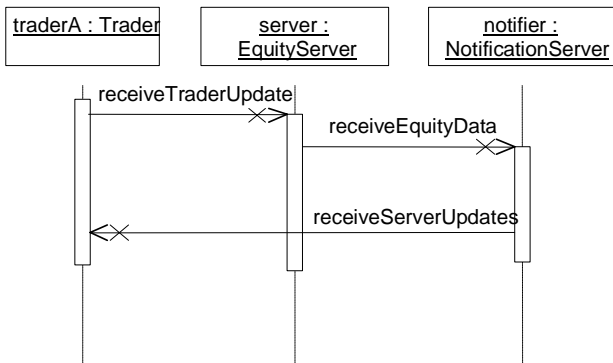 traderA : Trader
server :
EquityServer
notifier :
NotificationServer
receiveTraderUpdate
receiveEquityData
receiveServerUpdates